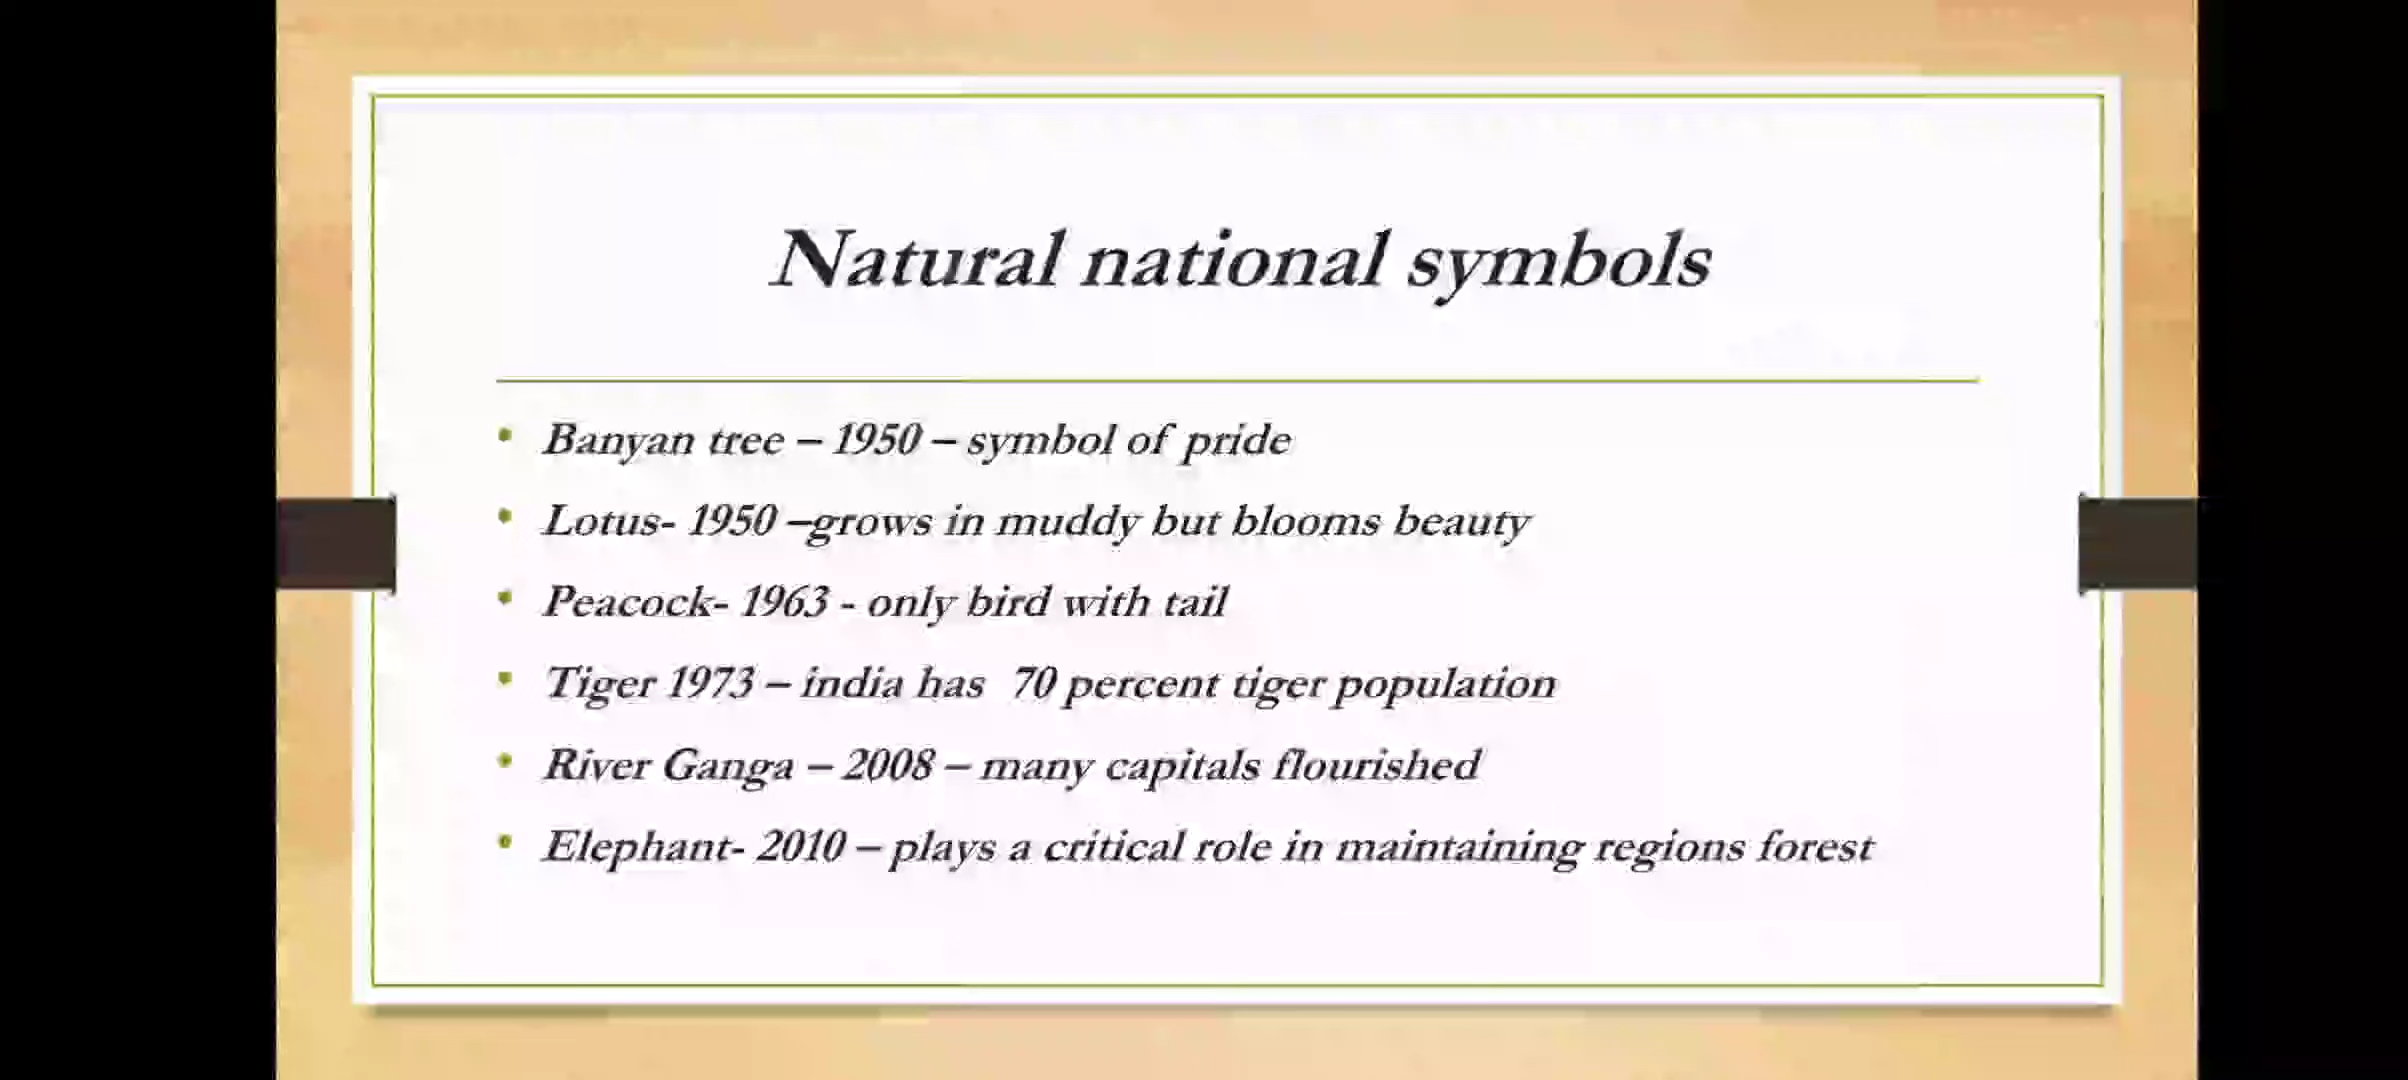 Natural national symbols
• Banyan tree – 1950 – symbol of pride
• Lotus- 1950 –grows in muddy but blooms beauty
• Peacock- 1963 - only bird with tail
• Tiger 1973 – india has  70 percent tiger population
• River Ganga – 2008 – many capitals flourished
• Elephant- 2010 – plays a critical role in maintaining regions forest